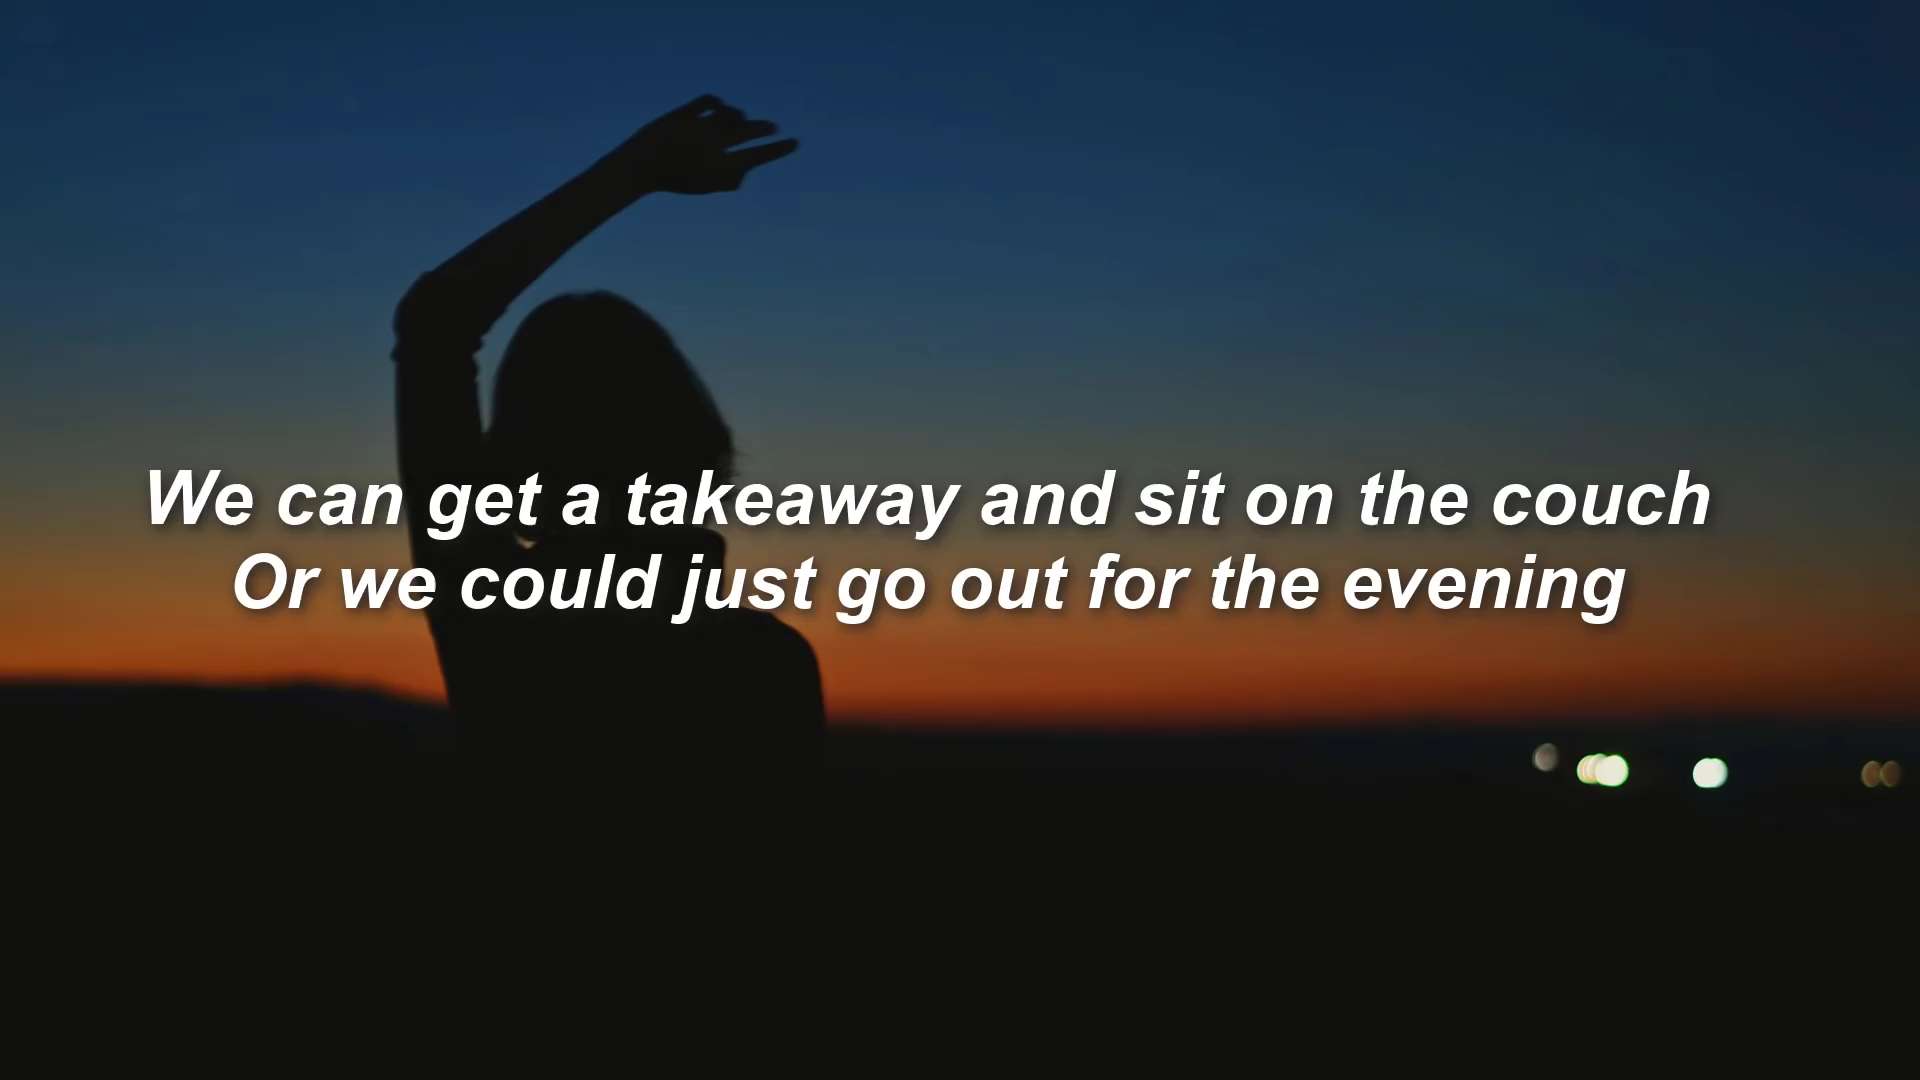 We can get a takeaway and sit on the couch
Or we could just go out for the evening